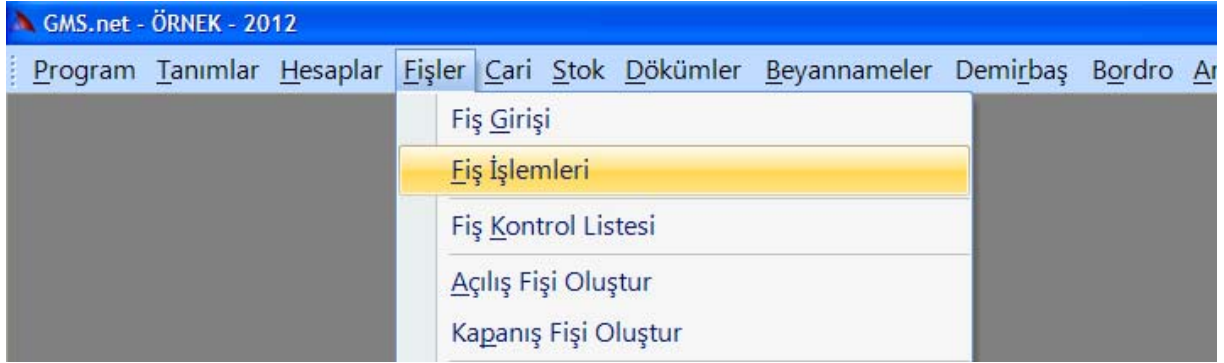 GMS.net - ÖRNEK - 2012
Program Tanımlar Hesaplar Fişler Cari Stok Dökümler Beyannameler Demirbaş Bordro
Fiş Girişi
Fiş İşlemleri
Fiş Kontrol Listesi
Açılış Fişi Oluştur
Kapanış Fişi Oluştur